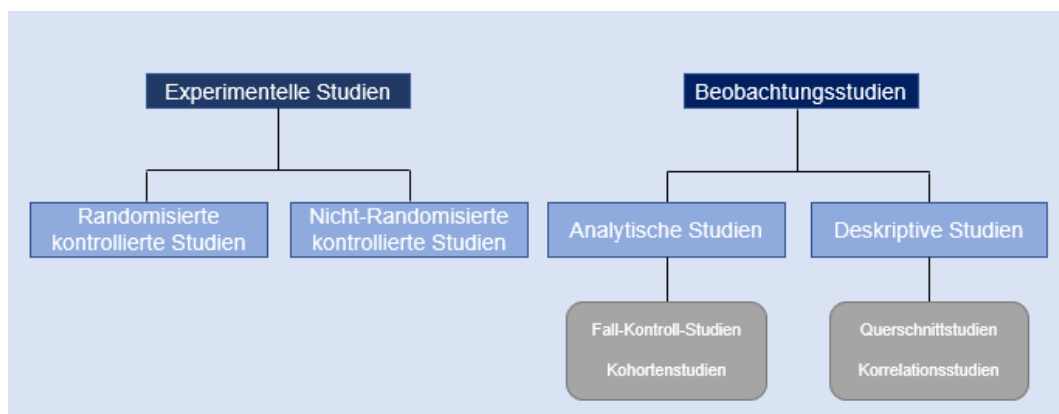 Experimentelle Studien
Beobachtungsstudien
Randomisierte
kontrollierte Studien
Nicht-Randomisierte
kontrollierte Studien
Analytische Studien
Deskriptive Studien
Fall-Kontroll-Studien
Kohortenstudien
Querschnittstudien
Korrelationsstudien